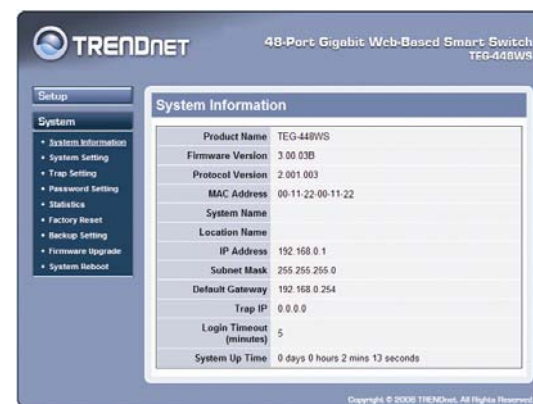 TRENDNET
48-Port Gigabit Web-Based Smart Switch
TEG-448WS
Setup
System
• System Information
• System Setting
• Trap Setting
• Password Setting
• Statistics
• Factory Reset
• Backup Setting
• Firmware Upgrade
• System Reboot
System Information
Product Name TEG-448WS
Firmware Version 3.00.03B
Protocol Version 2.001.003
MAC Address 00-11-22-00-11-22
System Name
Location Name
IP Address 192.168.0.1
Subnet Mask 255.255.255.0
Default Gateway 192.168.0.254
Trap IP 0.0.0.0
Login Timeout (minutes) 5
System Up Time 0 days 0 hours 2 mins 13 seconds
Copyright © 2006 TRENDnet. All Rights Reserved.